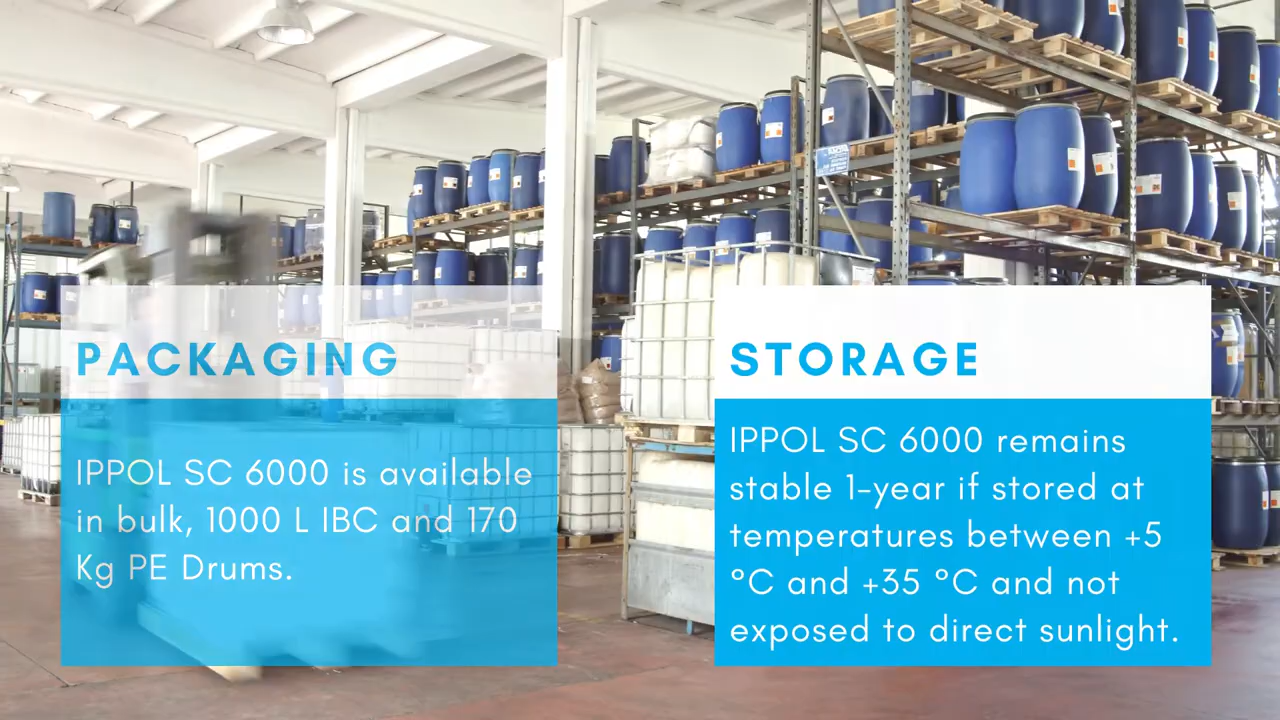 PACKAGING
IPPOL SC 6000 is available
in bulk, 1000 L IBC and 170
Kg PE Drums.
STORAGE
IPPOL SC 6000 remains
stable 1-year if stored at
temperatures between +5
°C and +35 °C and not
exposed to direct sunlight.